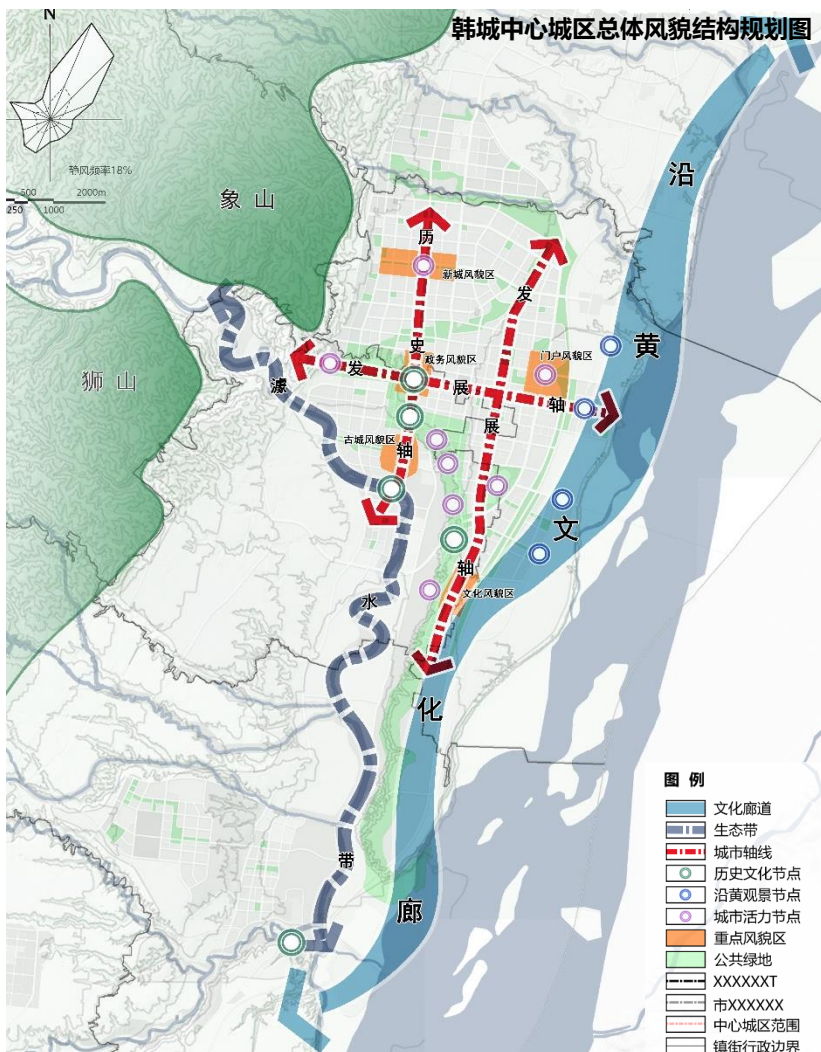 韩城中心城区总体风貌结构规划图
N
静风频率18%
500 2000m
250 1000
象山
狮山
沿黄文化廊
历史轴
发展轴
发展轴
澽水带
新城风貌区
政务风貌区
门户风貌区
古城风貌区
文化风貌区
图例
文化廊道
生态带
城市轴线
历史文化节点
沿黄观景节点
城市活力节点
重点风貌区
公共绿地
XXXXXXT
市XXXXXX
中心城区范围
镇街行政边界